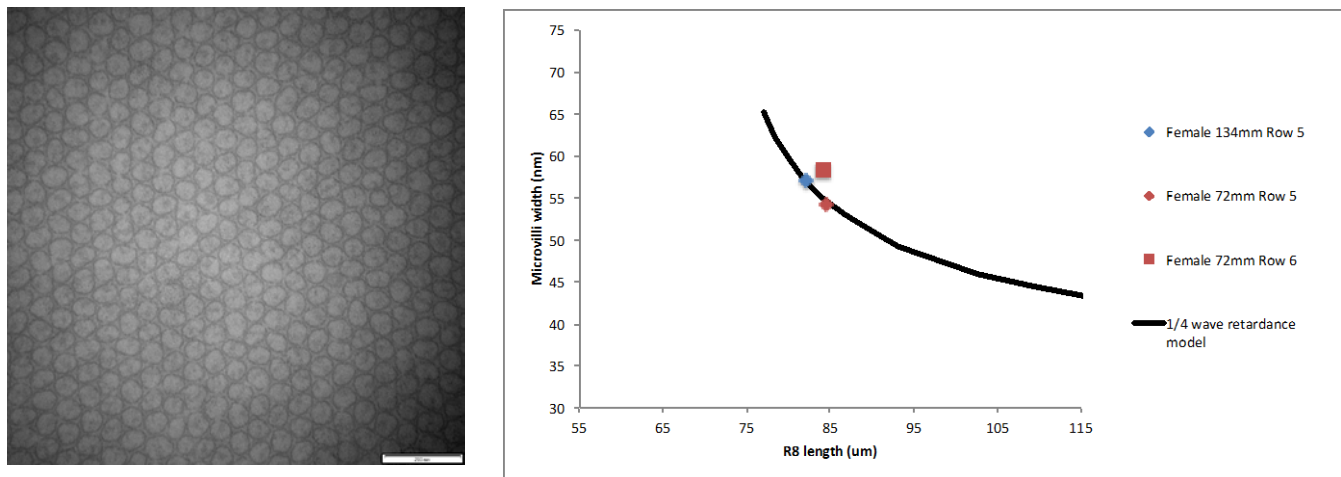 75
70
65
60
55
50
45
40
35
30
Microvilli width (nm)
55 65 75 85 95 105 115
R8 length (um)
Female 134mm Row 5
Female 72mm Row 5
Female 72mm Row 6
1/4 wave retardance
model